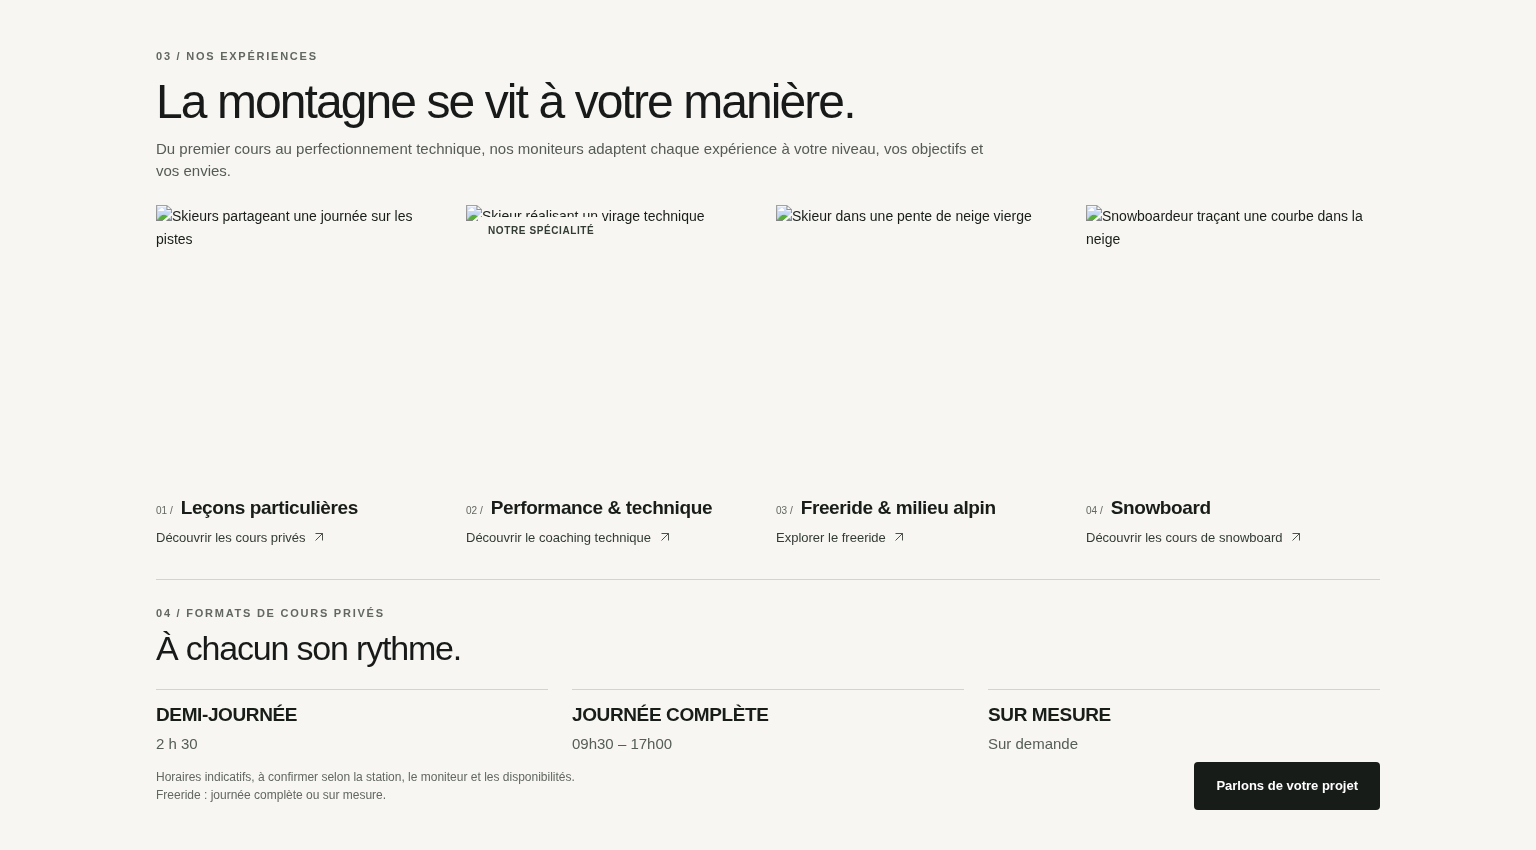 03 / NOS EXPÉRIENCES
La montagne se vit à votre manière.
Du premier cours au perfectionnement technique, nos moniteurs adaptent chaque expérience à votre niveau, vos objectifs et
vos envies.
Skieurs partageant une journée sur les
pistes
Skieur réalisant un virage technique
NOTRE SPÉCIALITÉ
Skieur dans une pente de neige vierge
Snowboardeur traçant une courbe dans la
neige
01 / Leçons particulières
Découvrir les cours privés
02 / Performance & technique
Découvrir le coaching technique
03 / Freeride & milieu alpin
Explorer le freeride
04 / Snowboard
Découvrir les cours de snowboard
04 / FORMATS DE COURS PRIVÉS
À chacun son rythme.
DEMI-JOURNÉE
2 h 30
JOURNÉE COMPLÈTE
09h30 – 17h00
SUR MESURE
Sur demande
Horaires indicatifs, à confirmer selon la station, le moniteur et les disponibilités.
Freeride : journée complète ou sur mesure.
Parlons de votre projet